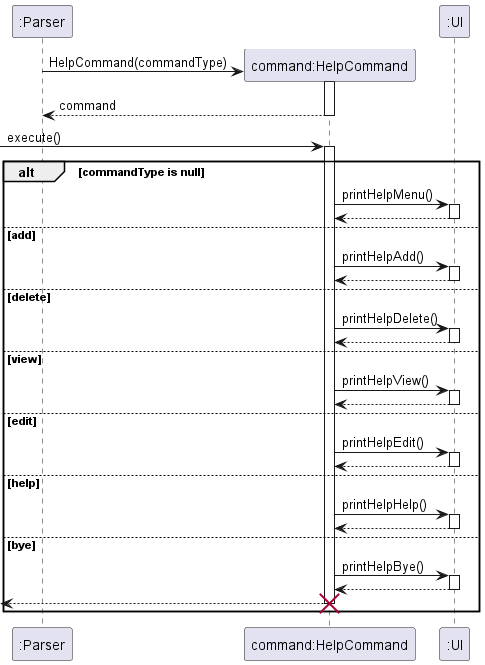 :Parser
:UI
HelpCommand(commandType)
command:HelpCommand
command
execute()
alt
[commandType is null]
printHelpMenu()
[add]
printHelpAdd()
[delete]
printHelpDelete()
[view]
printHelpView()
[edit]
printHelpEdit()
[help]
printHelpHelp()
[bye]
printHelpBye()
:Parser
command:HelpCommand
:UI